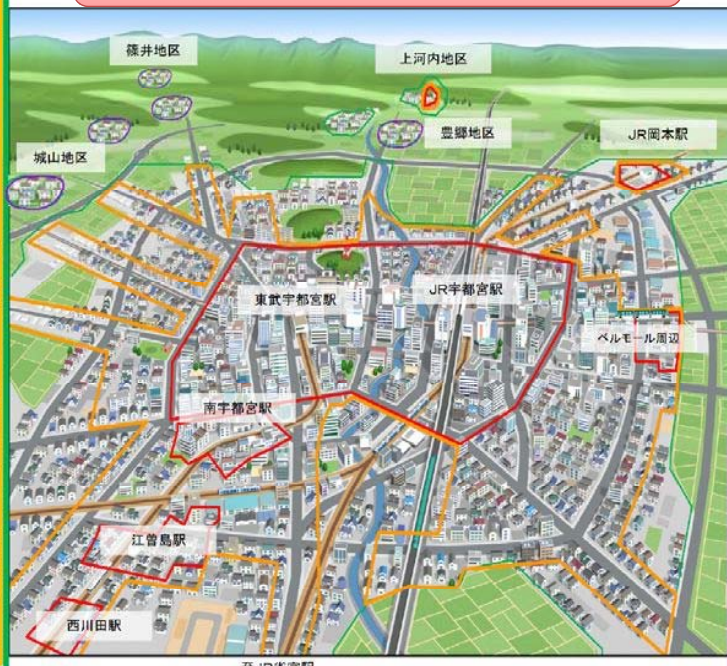 篠井地区
上河内地区
豊郷地区
JR岡本駅
城山地区
東武宇都宮駅
JR宇都宮駅
ベルモール周辺
南宇都宮駅
江曽島駅
西川田駅